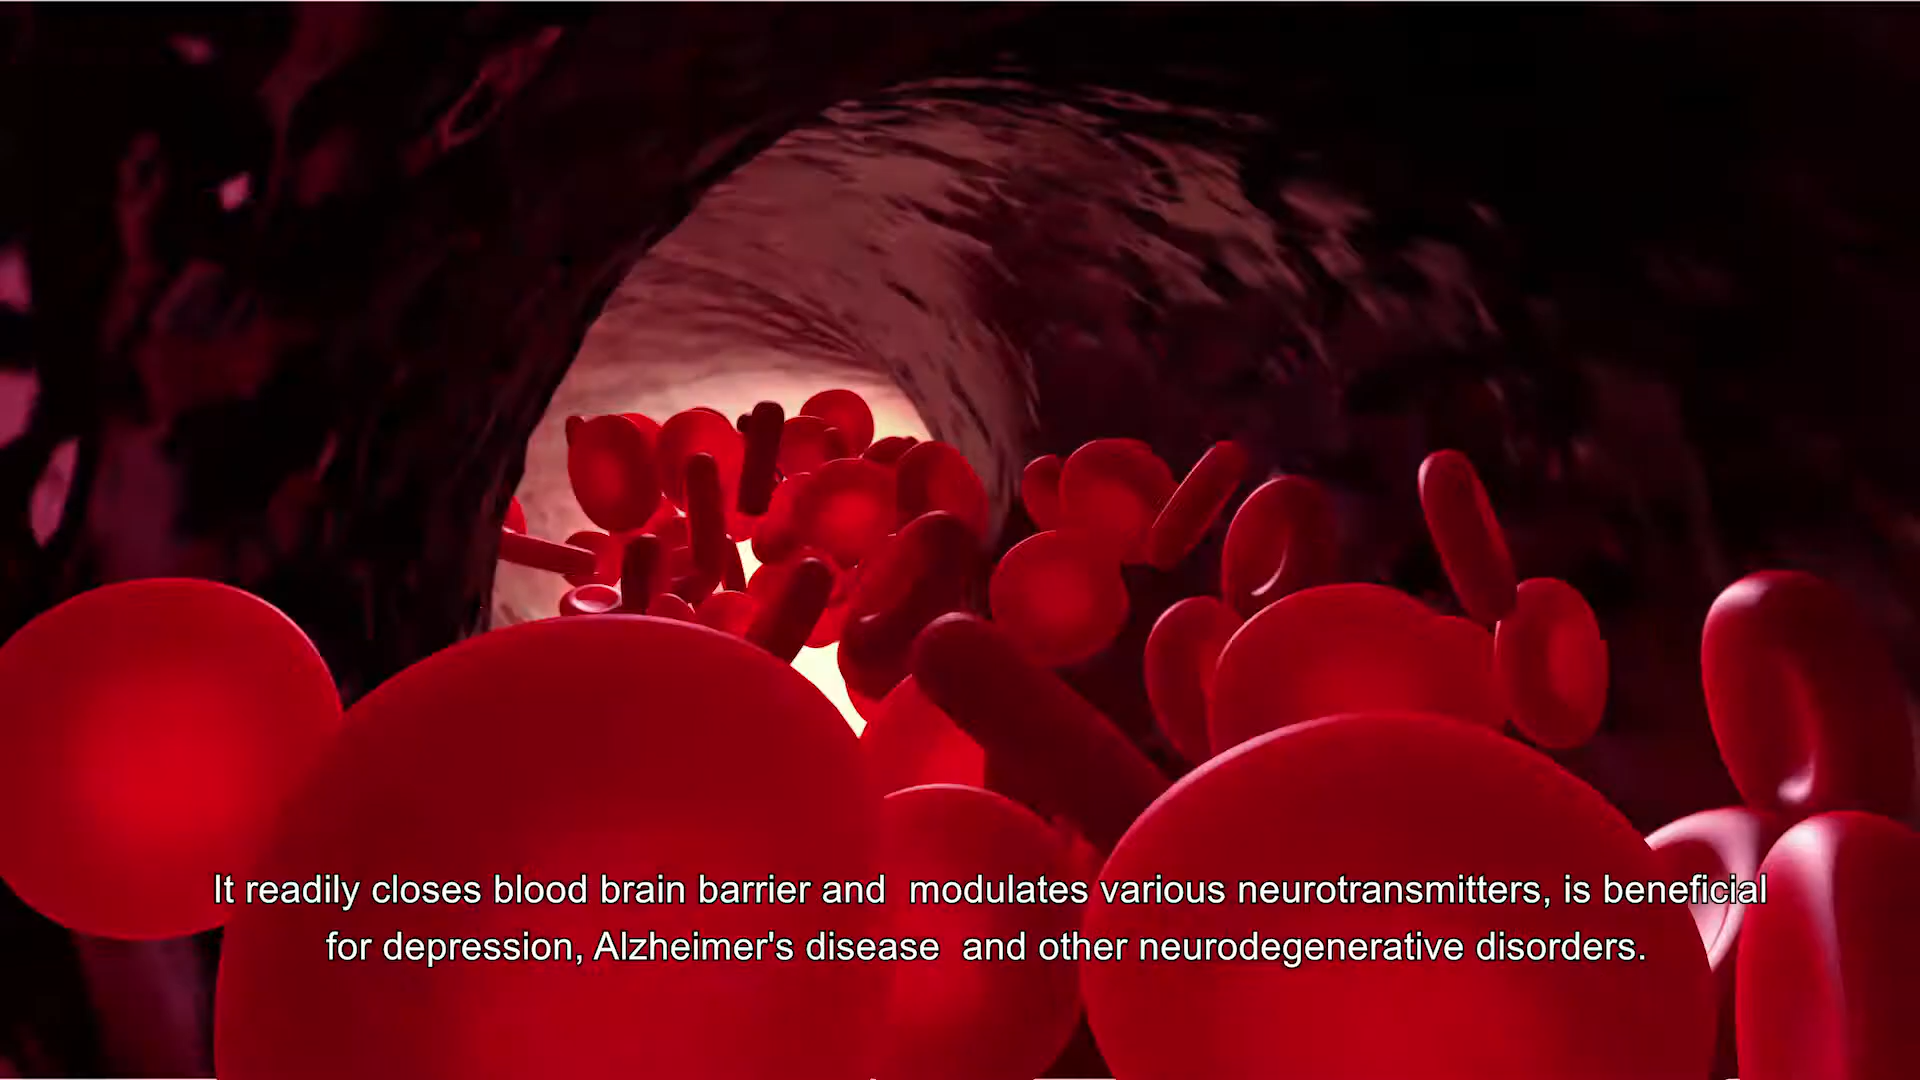 It readily closes blood brain barrier and  modulates various neurotransmitters, is beneficial
for depression, Alzheimer's disease  and other neurodegenerative disorders.